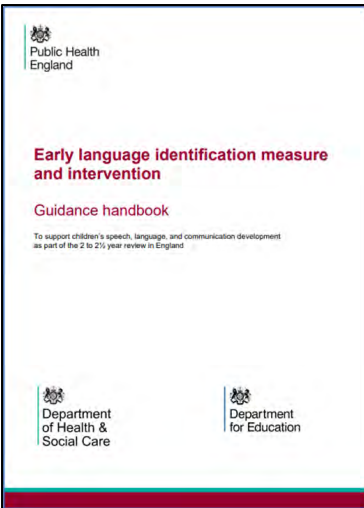 Public Health
England
Early language identification measure
and intervention
Guidance handbook
To support children's speech, language, and communication development
as part of the 2 to 2½ year review in England
Department
of Health &
Social Care
Department
for Education